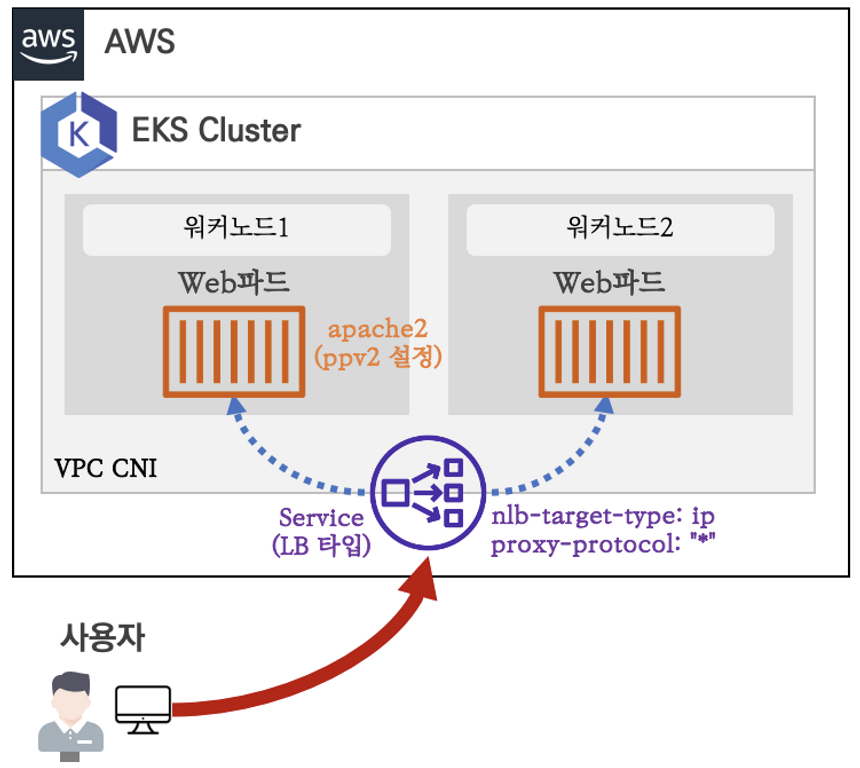 aws
AWS
K
EKS Cluster
워커노드1
워커노드2
Web파드
Web파드
apache2
(ppv2 설정)
VPC CNI
Service
(LB 타입)
nlb-target-type: ip
proxy-protocol: "*"
사용자